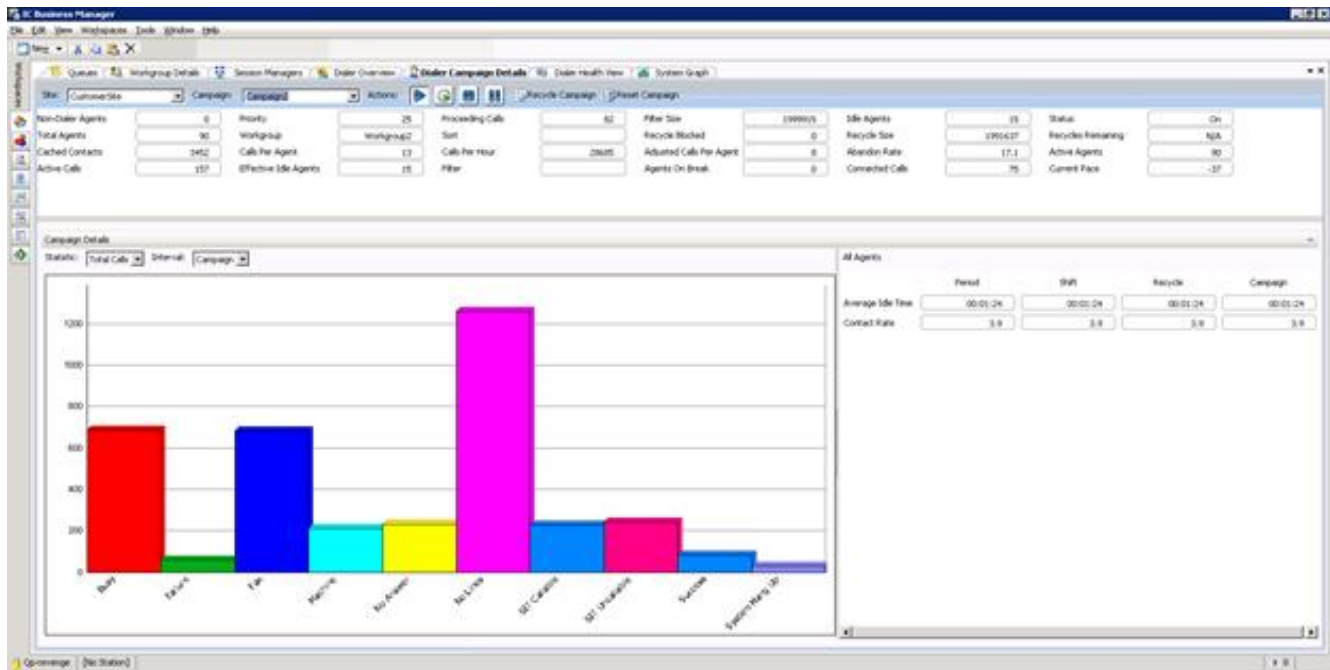 IC Business Manager
File Edit View Workspaces Tools Window Help
New
Workspaces
Queues Workgroup Details Session Managers Dialer Overview Dialer Campaign Details Dialer Health View System Graph
Site: CustomerSite Campaign: Campaign2 Actions: Recycle Campaign Reset Campaign
Non-Dialer Agents 0 Priority 25 Proceeding Calls 82 Filter Size Idle Agents 15 Status On
Total Agents 90 Workgroup Workgroup2 Sort Recycle Blocked 0 Recycle Size 1991637 Recycles Remaining N/A
Cached Contacts 3452 Calls Per Agent 13 Calls Per Hour 20685 Adjusted Calls Per Agent 0 Abandon Rate 17.1 Active Agents 90
Active Calls 157 Effective Idle Agents 15 Filter Agents On Break 0 Connected Calls 75 Current Pace -37
Campaign Details
Statistic: Total Calls Interval: Campaign
All Agents
Period Shift Recycle Campaign
Average Idle Time 00:01:24 00:01:24 00:01:24 00:01:24
Contact Rate 3.9 3.9 3.9 3.9
1200
1000
800
600
400
200
0
Busy Failure Fax Machine No Answer No Lines SIT Callable SIT Uncallable Success System Hang Up
[No Station]